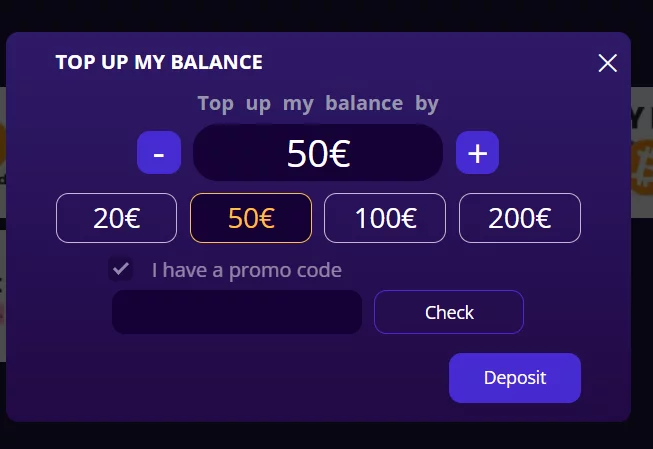 TOP UP MY BALANCE
Top up my balance by
- 50€ +
20€ 50€ 100€ 200€
I have a promo code
Check
Deposit